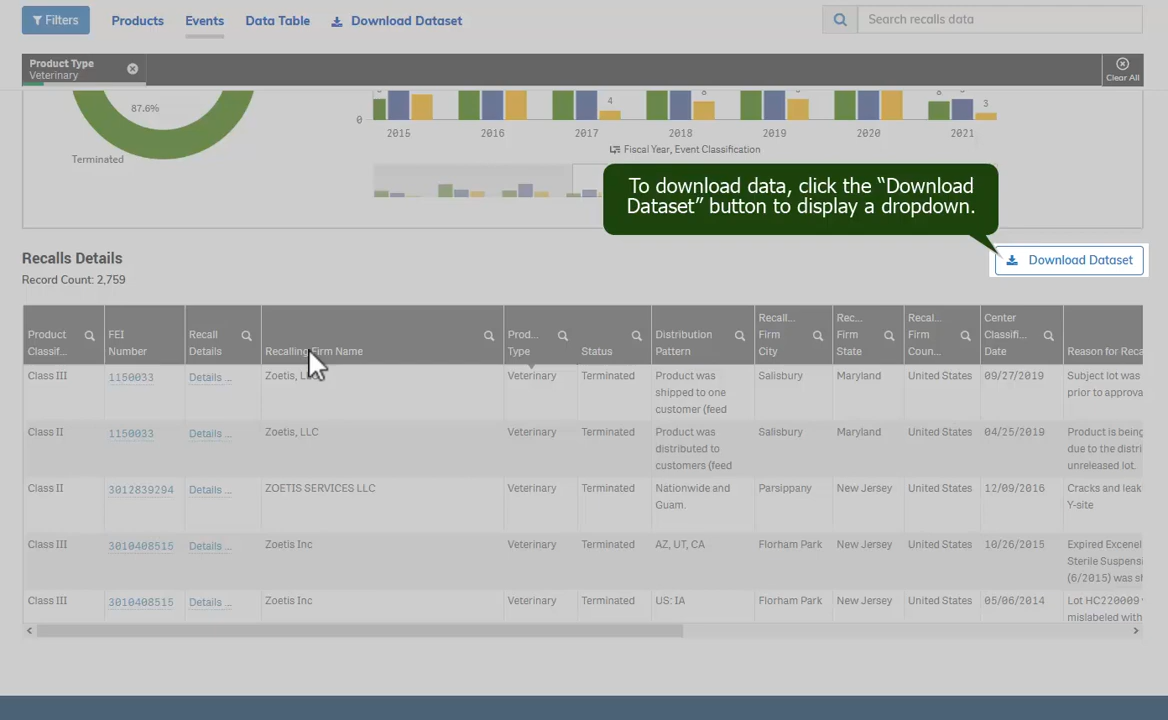 Filters
Products
Events
Data Table
Download Dataset
Search recalls data
Product Type
Veterinary
Clear All
87.6%
Terminated
0
4
8
8
3
2015
2016
2017
2018
2019
2020
2021
Fiscal Year, Event Classification
To download data, click the “Download
Dataset” button to display a dropdown.
Recalls Details
Record Count: 2,759
Download Dataset
Product
Classif...
FEI
Number
Recall
Details
Recalling Firm Name
Prod...
Type
Status
Distribution
Pattern
Recall...
Firm
City
Rec...
Firm
State
Recal...
Firm
Coun...
Center
Classifi...
Date
Reason for Reca
Class III
1150033
Details ...
Zoetis, L
Veterinary
Terminated
Product was
shipped to one
customer (feed
Salisbury
Maryland
United States
09/27/2019
Subject lot was
prior to approva
Class II
1150033
Details ...
Zoetis, LLC
Veterinary
Terminated
Product was
distributed to
customers (feed
Salisbury
Maryland
United States
04/25/2019
Product is being
due to the distri
unreleased lot.
Class II
3012839294
Details ...
ZOETIS SERVICES LLC
Veterinary
Terminated
Nationwide and
Guam.
Parsippany
New Jersey
United States
12/09/2016
Cracks and leak
Y-site
Class III
3010408515
Details ...
Zoetis Inc
Veterinary
Terminated
AZ, UT, CA
Florham Park
New Jersey
United States
10/26/2015
Expired Excenel
Sterile Suspensi
(6/2015) was sh
Class III
3010408515
Details ...
Zoetis Inc
Veterinary
Terminated
US: IA
Florham Park
New Jersey
United States
05/06/2014
Lot HC220009
mislabeled with